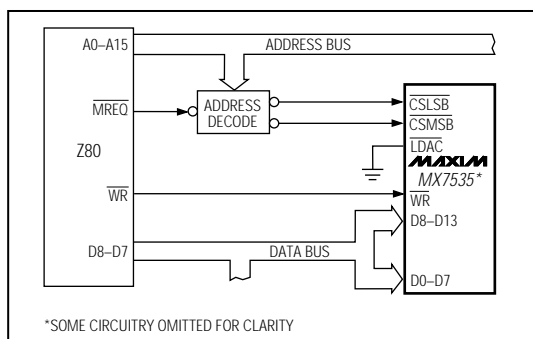 A0–A15
ADDRESS BUS
MREQ
ADDRESS
DECODE
CSLSB
CSMSB
LDAC
Z80
MAXIM
MX7535*
WR
WR
D8–D13
D8–D7
DATA BUS
D0–D7
*SOME CIRCUITRY OMITTED FOR CLARITY